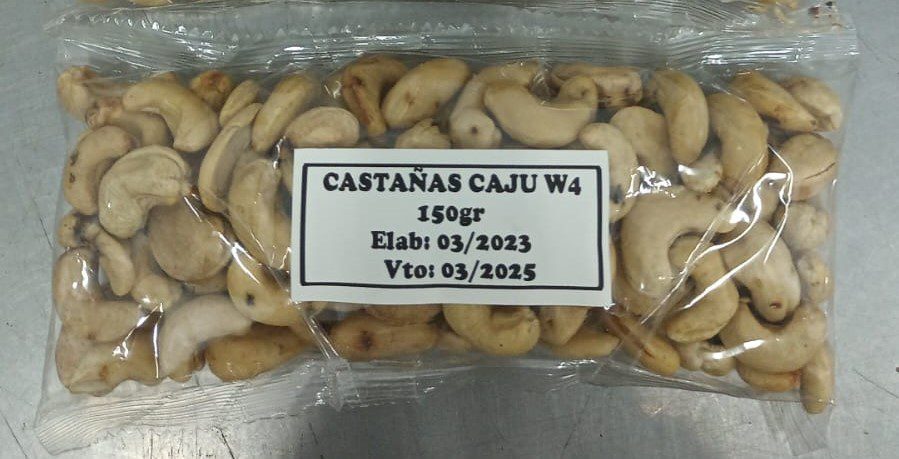 CASTAÑAS CAJU W4
150gr
Elab: 03/2023
Vto: 03/2025